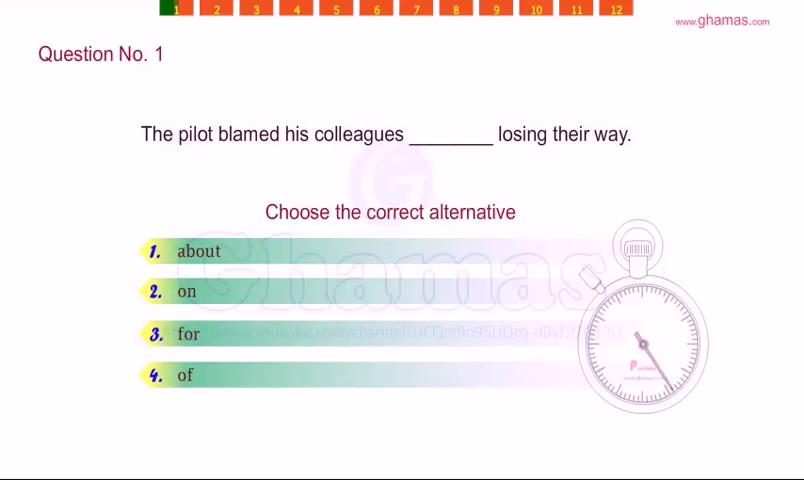 1 2 3 4 5 6 7 8 9 10 11 12
www.ghamas.com
Question No. 1
The pilot blamed his colleagues ________ losing their way.
Choose the correct alternative
1. about
2. on
3. for
4. of
Ghamas